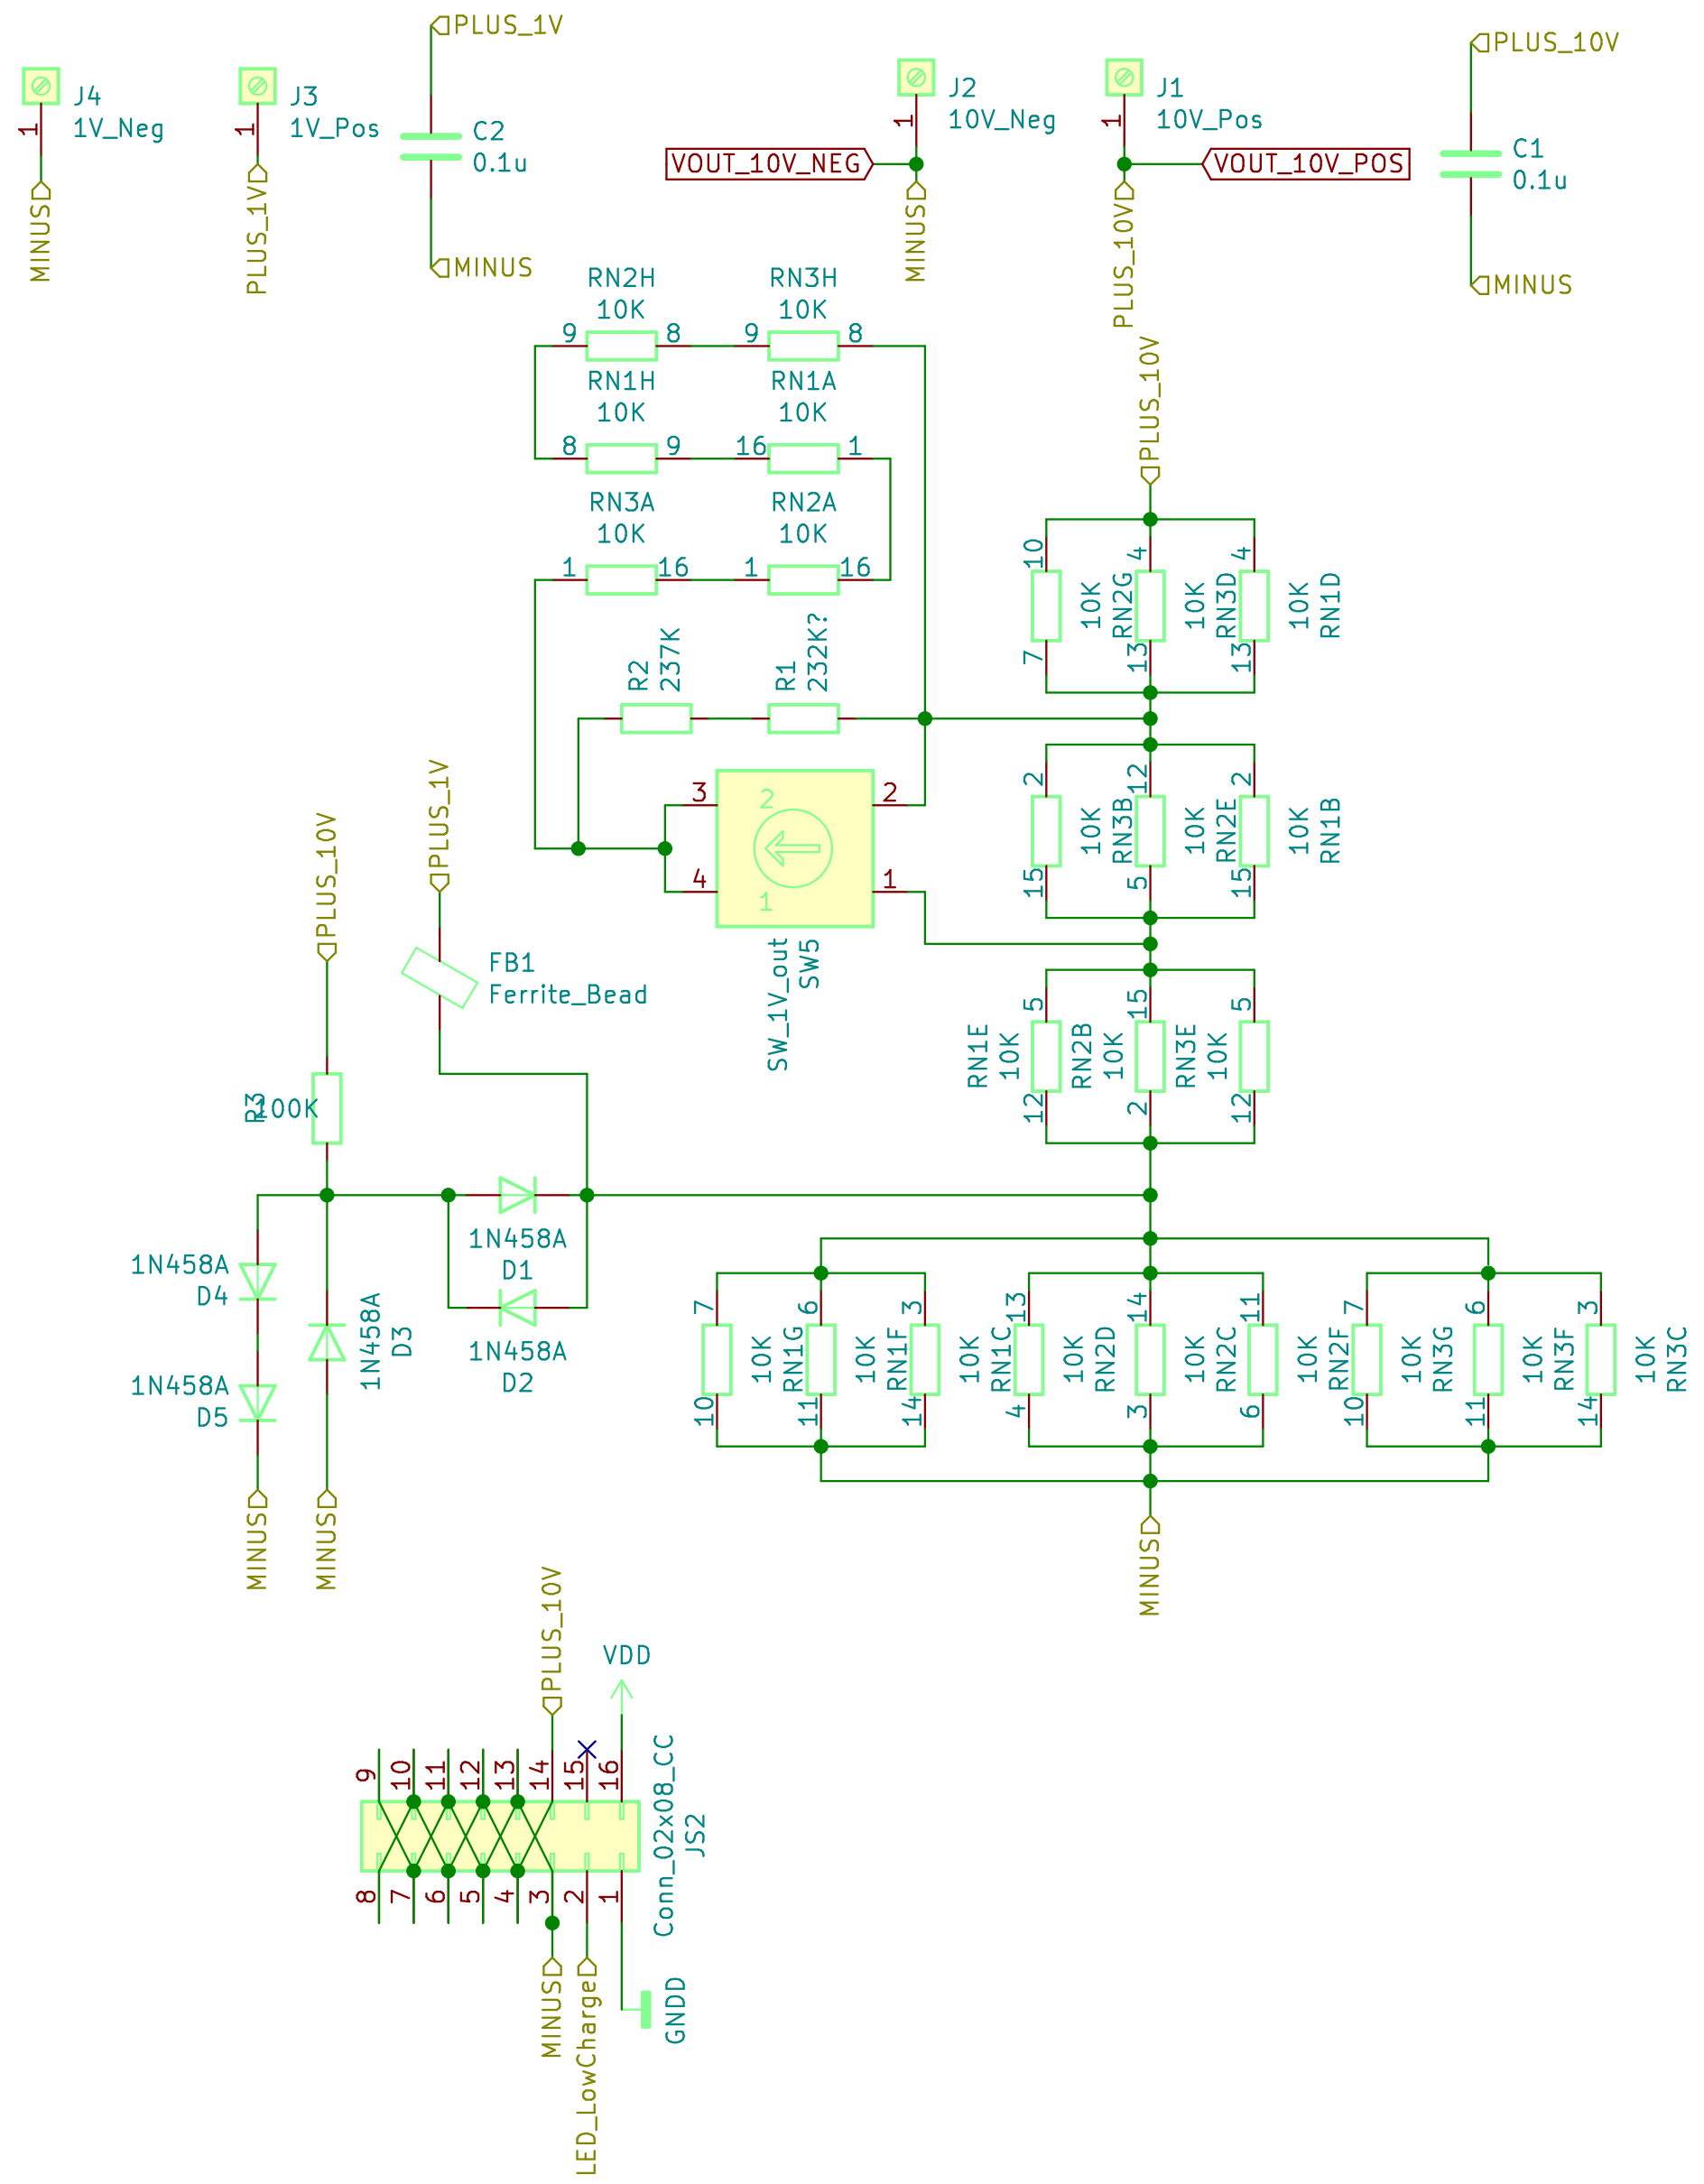 PLUS_1V
PLUS_10V
J4
1V_Neg
1
MINUS
J3
1V_Pos
1
PLUS_1V
C2
0.1u
MINUS
J2
10V_Neg
1
VOUT_10V_NEG
MINUS
J1
10V_Pos
1
VOUT_10V_POS
PLUS_10V
C1
0.1u
MINUS
RN2H
10K
9
8
RN3H
10K
9
8
RN1H
10K
8
9
RN1A
10K
16
1
RN3A
10K
1
16
RN2A
10K
1
16
R2
237K
R1
232K?
PLUS_10V
10
7
10K
RN2G
4
13
10K
RN3D
4
13
10K
RN1D
2
15
10K
RN3B
12
5
10K
RN2E
2
15
10K
RN1B
3
4
2
1
2
1
SW_1V_out
SW5
RN1E
10K
5
12
RN2B
10K
15
2
RN3E
10K
5
12
PLUS_1V
FB1
Ferrite_Bead
PLUS_10V
R3
100K
1N458A
D1
1N458A
D2
1N458A
D4
1N458A
D3
1N458A
D5
MINUS
MINUS
7
10
10K
RN1G
6
11
10K
RN1F
3
14
10K
RN1C
13
4
10K
RN2D
14
3
10K
RN2C
11
6
10K
RN2F
7
10
10K
RN3G
6
11
10K
RN3F
3
14
10K
RN3C
MINUS
PLUS_10V
VDD
9
10
11
12
13
14
15
16
8
7
6
5
4
3
2
1
Conn_02x08_CC
JS2
MINUS
LED_LowCharge
GNDD